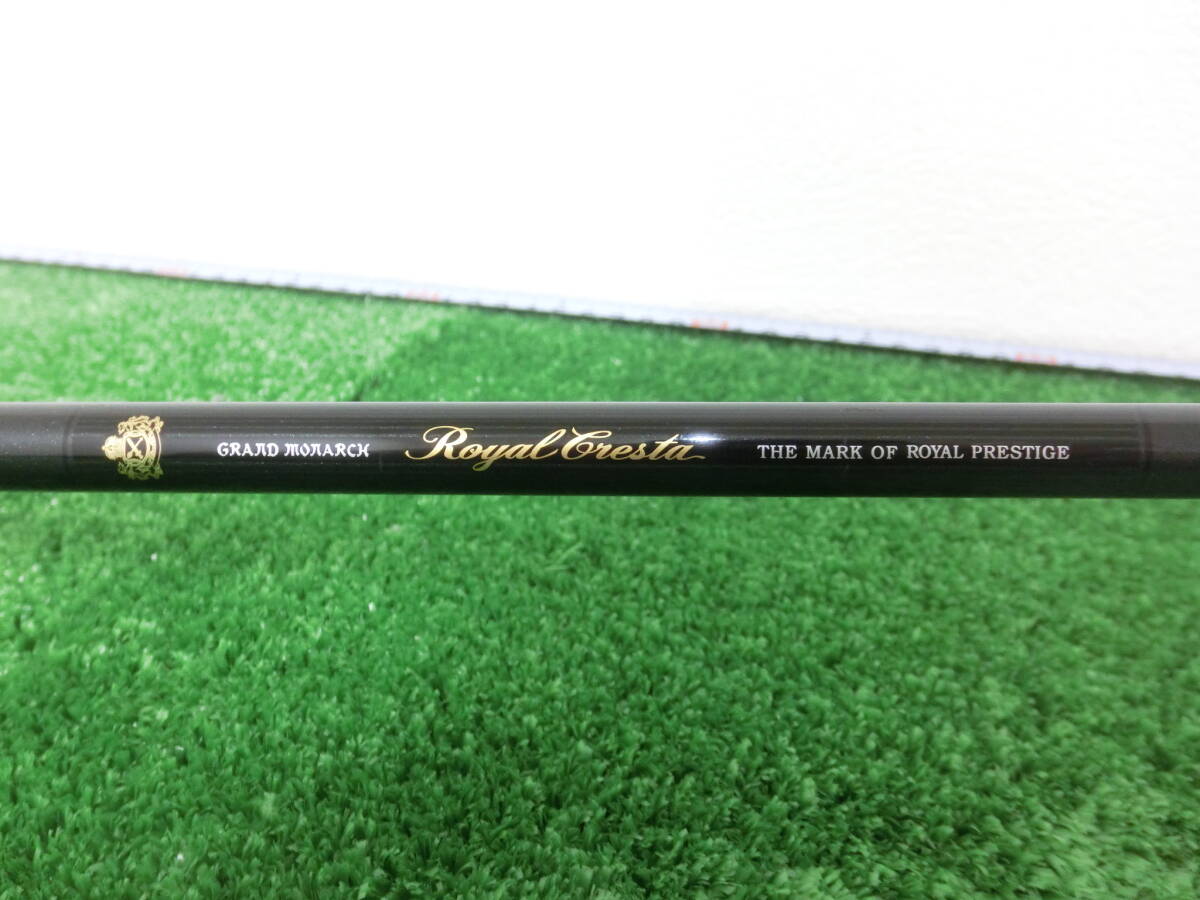 GRAND MONARCH Royal Cresta THE MARK OF ROYAL PRESTIGE